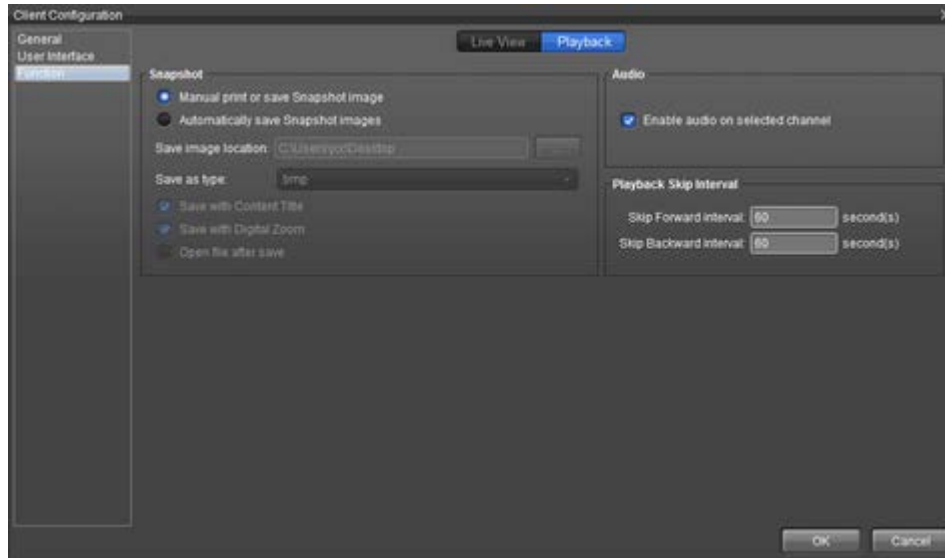 Client Configuration
General
User Interface
Function
Live View Playback
Snapshot
Manual print or save Snapshot image
Automatically save Snapshot images
Save image location:
Save as type: .bmp
Save with Content Title
Save with Digital Zoom
Open file after save
Audio
Enable audio on selected channel
Playback Skip Interval
Skip Forward interval: 60 second(s)
Skip Backward interval: 60 second(s)
OK Cancel